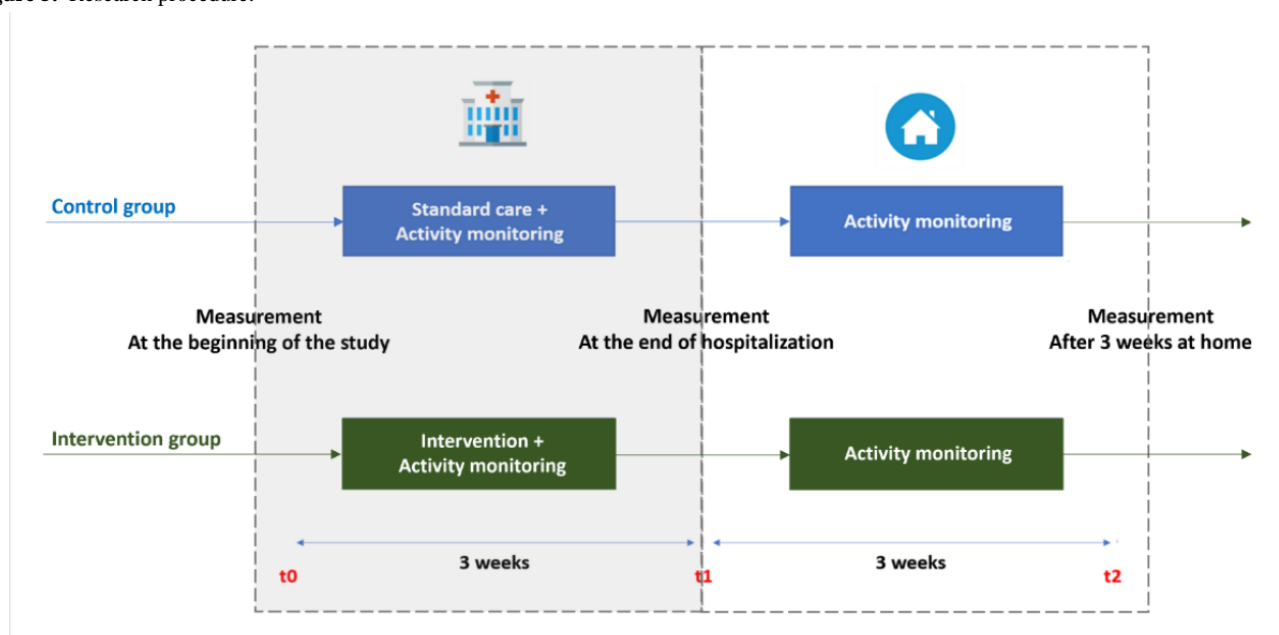 Research procedure.
Control group
Standard care +
Activity monitoring
Activity monitoring
Measurement
At the beginning of the study
Measurement
At the end of hospitalization
Measurement
After 3 weeks at home
Intervention group
Intervention +
Activity monitoring
Activity monitoring
3 weeks
3 weeks
t0
t1
t2